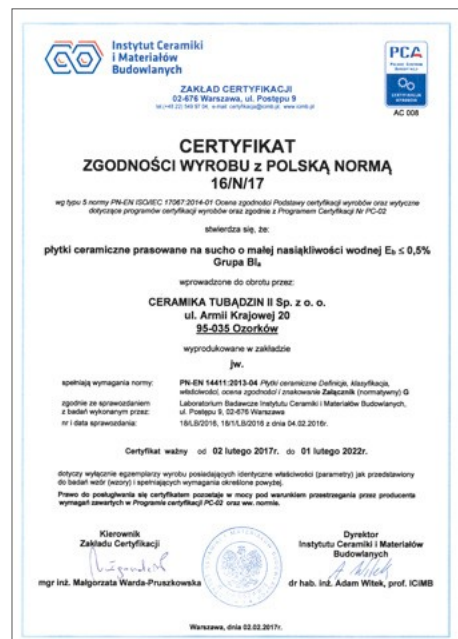 Instytut Ceramiki
i Materiałów
Budowlanych
PCA
POLSKIE CENTRUM
AKREDYTACJI
CERTYFIKACJA
WYROBÓW
AC 008
ZAKŁAD CERTYFIKACJI
02-676 Warszawa, ul. Postępu 9
CERTYFIKAT
ZGODNOŚCI WYROBU z POLSKĄ NORMĄ
16/N/17
wg typu 5 normy PN-EN ISO/IEC 17067:2014-01 Ocena zgodności Podstawy certyfikacji wyrobów oraz wytyczne
dotyczące programów certyfikacji wyrobów oraz zgodnie z Programem Certyfikacji Nr PC-02
stwierdza się, że:
płytki ceramiczne prasowane na sucho o małej nasiąkliwości wodnej Eb ≤ 0,5%
Grupa BIa
wprowadzone do obrotu przez:
CERAMIKA TUBĄDZIN II Sp. z o. o.
ul. Armii Krajowej 20
95-035 Ozorków
wyprodukowane w zakładzie
jw.
spełniają wymagania normy: PN-EN 14411:2013-04 Płytki ceramiczne Definicje, klasyfikacja,
właściwości, ocena zgodności i znakowanie Załącznik (normatywny) G
zgodnie ze sprawozdaniem Laboratorium Badawcze Instytutu Ceramiki i Materiałów Budowlanych,
z badań wykonanym przez: ul. Postępu 9, 02-676 Warszawa
nr i data sprawozdania: 18/LB/2016, 18/1/LB/2016 z dnia 04.02.2016r.
Certyfikat ważny od 02 lutego 2017r. do 01 lutego 2022r.
dotyczy wyłącznie egzemplarzy wyrobu posiadających identyczne właściwości (parametry) jak przedstawiony
do badań wzór (wzory) i spełniających wymagania określone powyżej.
Prawo do posługiwania się certyfikatem pozostaje w mocy pod warunkiem przestrzegania przez producenta
wymagań zawartych w Programie certyfikacji PC-02 oraz ww. normie.
Kierownik
Zakładu Certyfikacji
mgr inż. Małgorzata Warda-Pruszkowska
Dyrektor
Instytutu Ceramiki i Materiałów
Budowlanych
dr hab. inż. Adam Witek, prof. ICiMB
Warszawa, dnia 02.02.2017r.